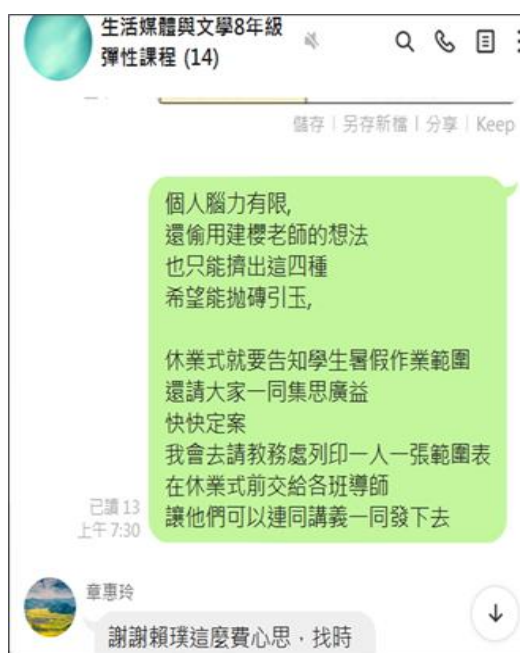 生活媒體與文學8年級
彈性課程 (14)
儲存 | 另存新檔 | 分享 | Keep
個人腦力有限,
還偷用建櫻老師的想法
也只能擠出這四種
希望能拋磚引玉,
休業式就要告知學生暑假作業範圍
還請大家一同集思廣益
快快定案
我會去請教務處列印一人一張範圍表
在休業式前交給各班導師
讓他們可以連同講義一同發下去
已讀 13
上午 7:30
章惠玲
謝謝賴璞這麼費心思，找時